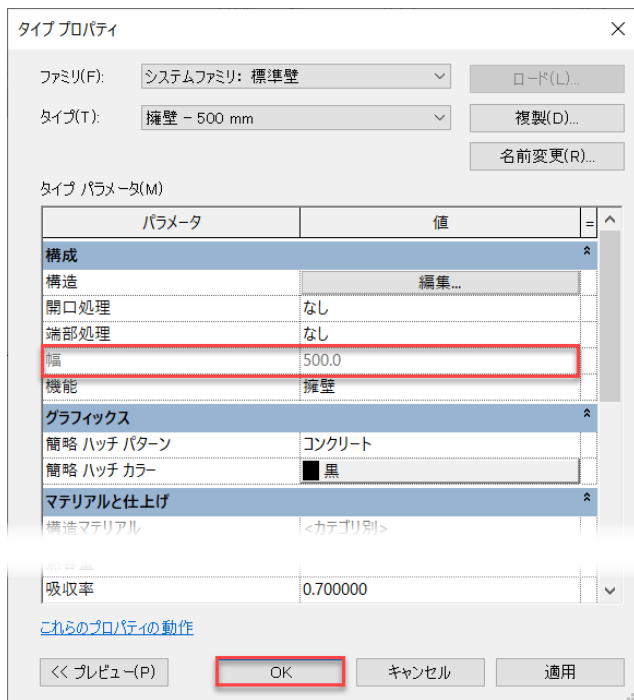 タイプ プロパティ
ファミリ(F): システムファミリ: 標準壁 ロード(L)...
タイプ(T): 擁壁 - 500 mm 複製(D)...
名前変更(R)...
タイプ パラメータ(M)
パラメータ 値 =
構成
構造 編集...
開口処理 なし
端部処理 なし
幅 500.0
機能 擁壁
グラフィックス
簡略 ハッチ パターン コンクリート
簡略 ハッチ カラー 黒
マテリアルと仕上げ
構造マテリアル <カテゴリ別>
吸収率 0.700000
これらのプロパティの動作
<< プレビュー(P) OK キャンセル 適用